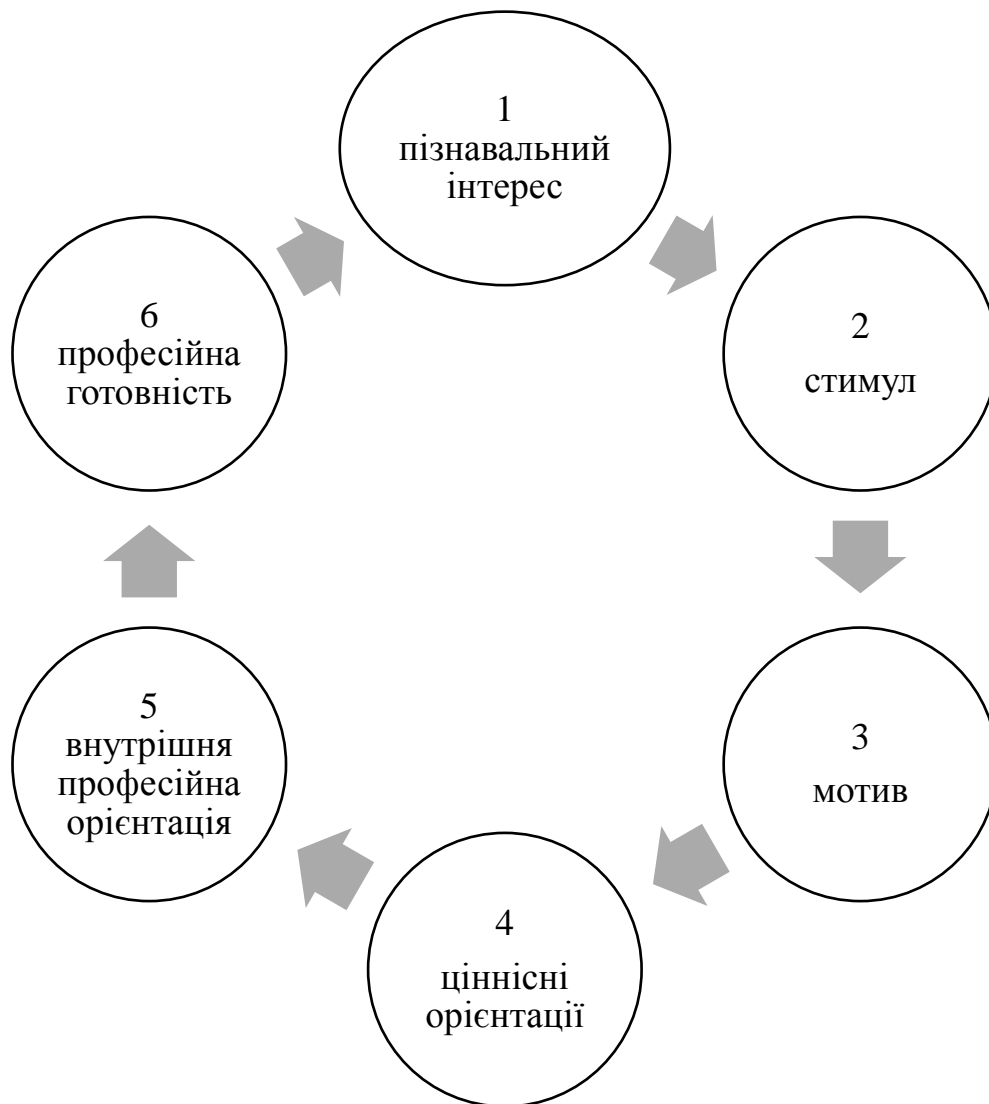 1
пізнавальний
інтерес
2
стимул
3
мотив
4
ціннісні
орієнтації
5
внутрішня
професійна
орієнтація
6
професійна
готовність